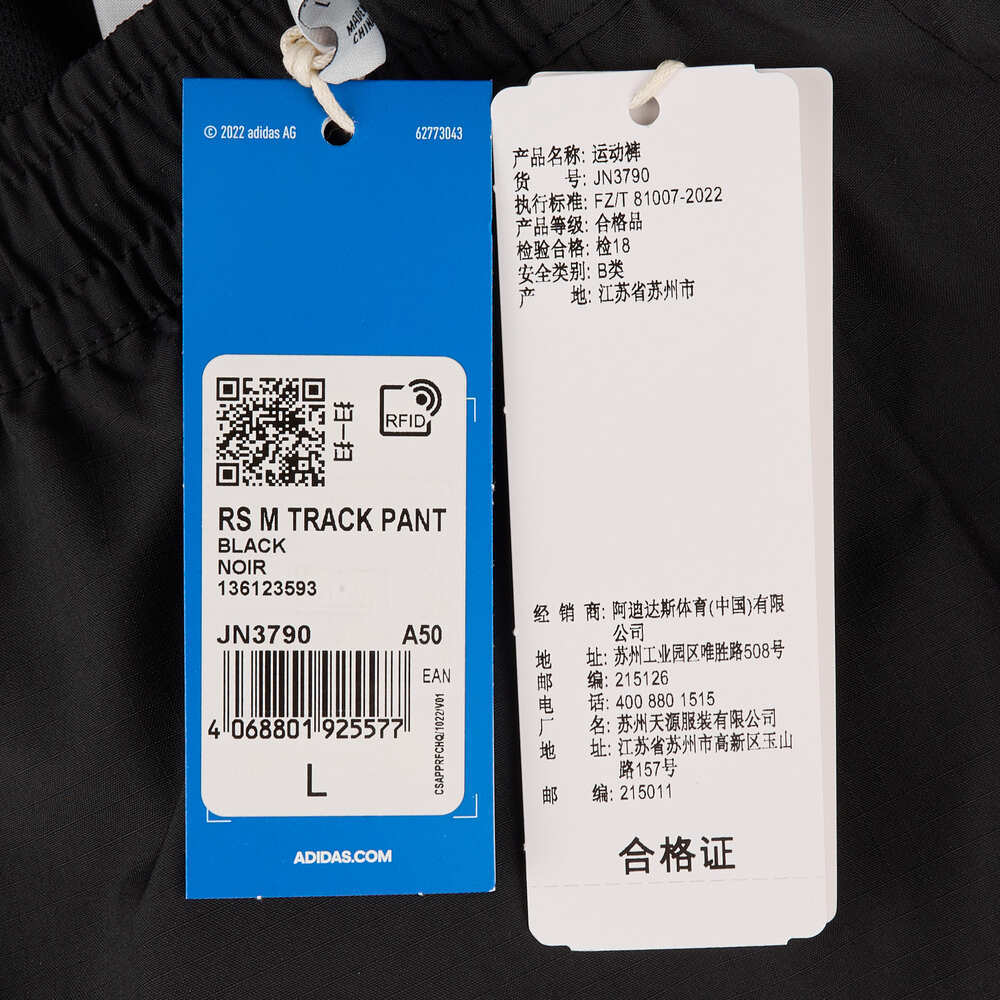 L
MADE
CHINA
© 2022 adidas AG
62773043
扫一扫
RFID
RS M TRACK PANT
BLACK
NOIR
136123593
JN3790 A50
EAN
4 068801 925577
CSAPPRFCHQ/1022/V01
L
ADIDAS.COM
产品名称: 运动裤
货 号: JN3790
执行标准: FZ/T 81007-2022
产品等级: 合格品
检验合格: 检18
安全类别: B类
产 地: 江苏省苏州市
经 销 商: 阿迪达斯体育(中国)有限
公司
地 址: 苏州工业园区唯胜路508号
邮 编: 215126
电 话: 400 880 1515
厂 名: 苏州天源服装有限公司
地 址: 江苏省苏州市高新区玉山
路157号
邮 编: 215011
合格证